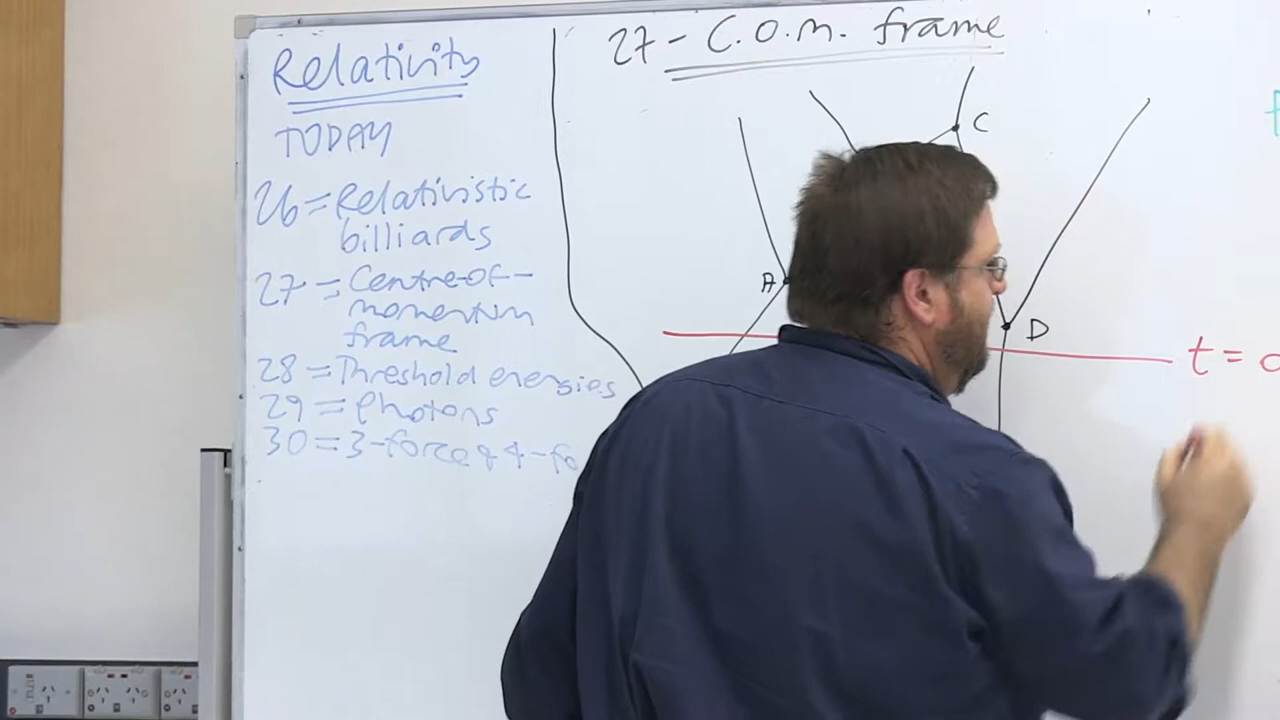 Relativity
TODAY
26 = Relativistic
billiards
27 = Centre-of-
momentum
frame
28 = Threshold energies
29 = Photons
30 = 3-force & 4-fo
27 - C.O.M. frame
C
A
D
t =